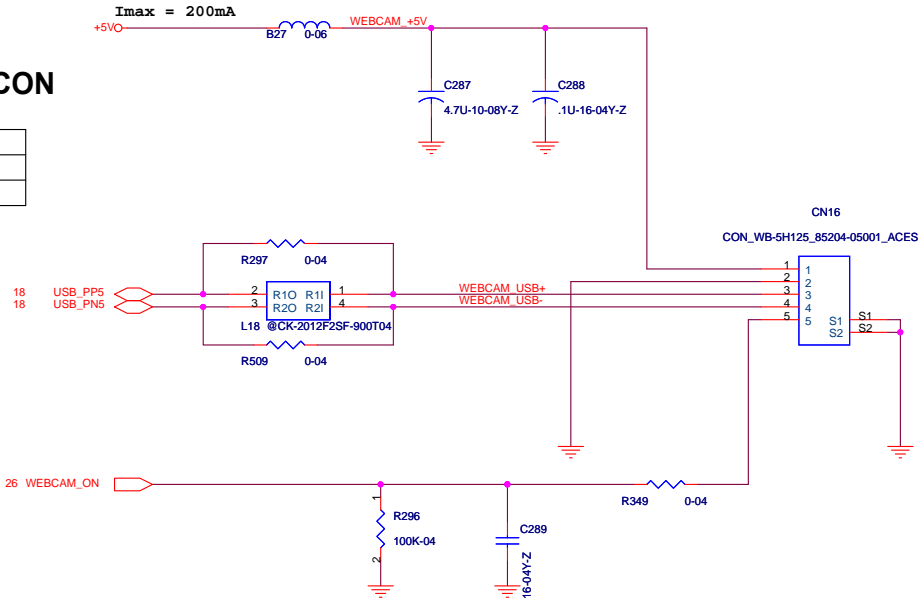 Imax = 200mA
+5V
B27 0-06
WEBCAM_+5V
CON
C287
4.7U-10-08Y-Z
C288
.1U-16-04Y-Z
CN16
CON_WB-5H125_85204-05001_ACES
R297 0-04
18 USB_PP5
18 USB_PN5
2 R1O R1I 1
3 R2O R2I 4
L18 @CK-2012F2SF-900T04
R509 0-04
WEBCAM_USB+
WEBCAM_USB-
1 1
2 2
3 3
4 4
5 5
S1 S1
S2 S2
26 WEBCAM_ON
R349 0-04
1
R296
100K-04
2
C289
16-04Y-Z